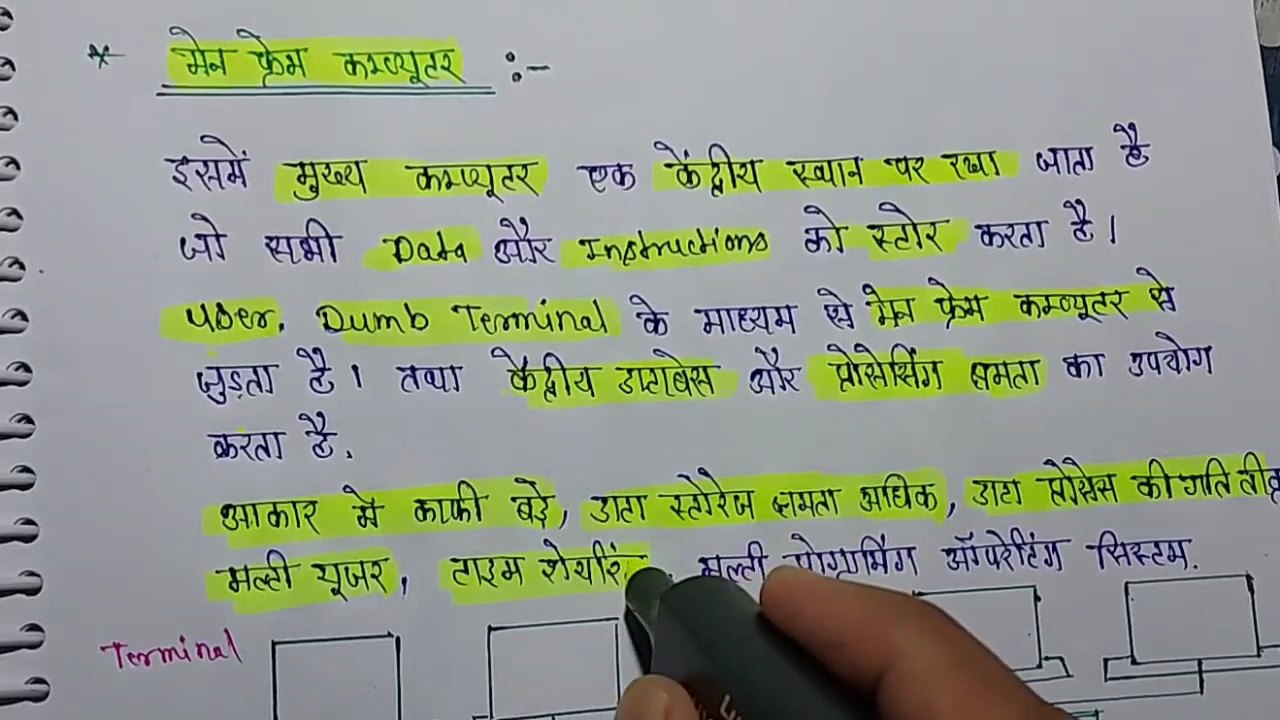 * मेन फ्रेम कम्प्यूटर :-
इसमें मुख्य कम्प्यूटर एक केंद्रीय स्थान पर रखा जाता है
जो सभी Data और Instructions को स्टोर करता है।
User, Dumb Terminal के माध्यम से मेन फ्रेम कम्प्यूटर से
जुड़ता है। तथा केंद्रीय डाटाबेस और प्रोसेसिंग क्षमता का उपयोग
करता है.
आकार में काफी बड़े, डाटा स्टोरेज क्षमता अधिक, डाटा प्रोसेस की गति
मल्टी यूजर, टाइम शेयरिंग, मल्टी प्रोग्रामिंग ऑपरेटिंग सिस्टम.
Terminal